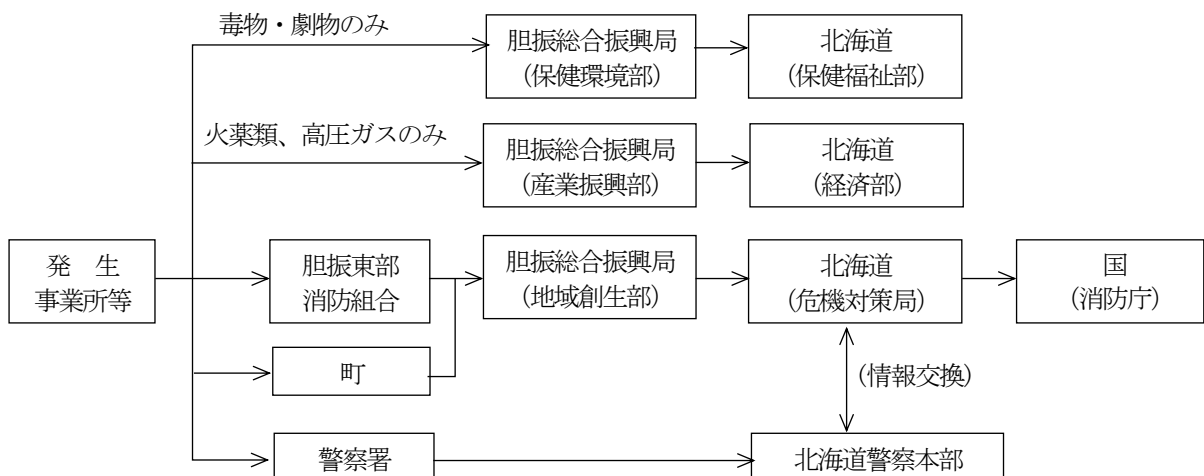 毒物・劇物のみ
胆振総合振興局
(保健環境部)
北海道
(保健福祉部)
火薬類、高圧ガスのみ
胆振総合振興局
(産業振興部)
北海道
(経済部)
発 生
事業所等
胆振東部
消防組合
胆振総合振興局
(地域創生部)
北海道
(危機対策局)
国
(消防庁)
町
(情報交換)
警察署
北海道警察本部